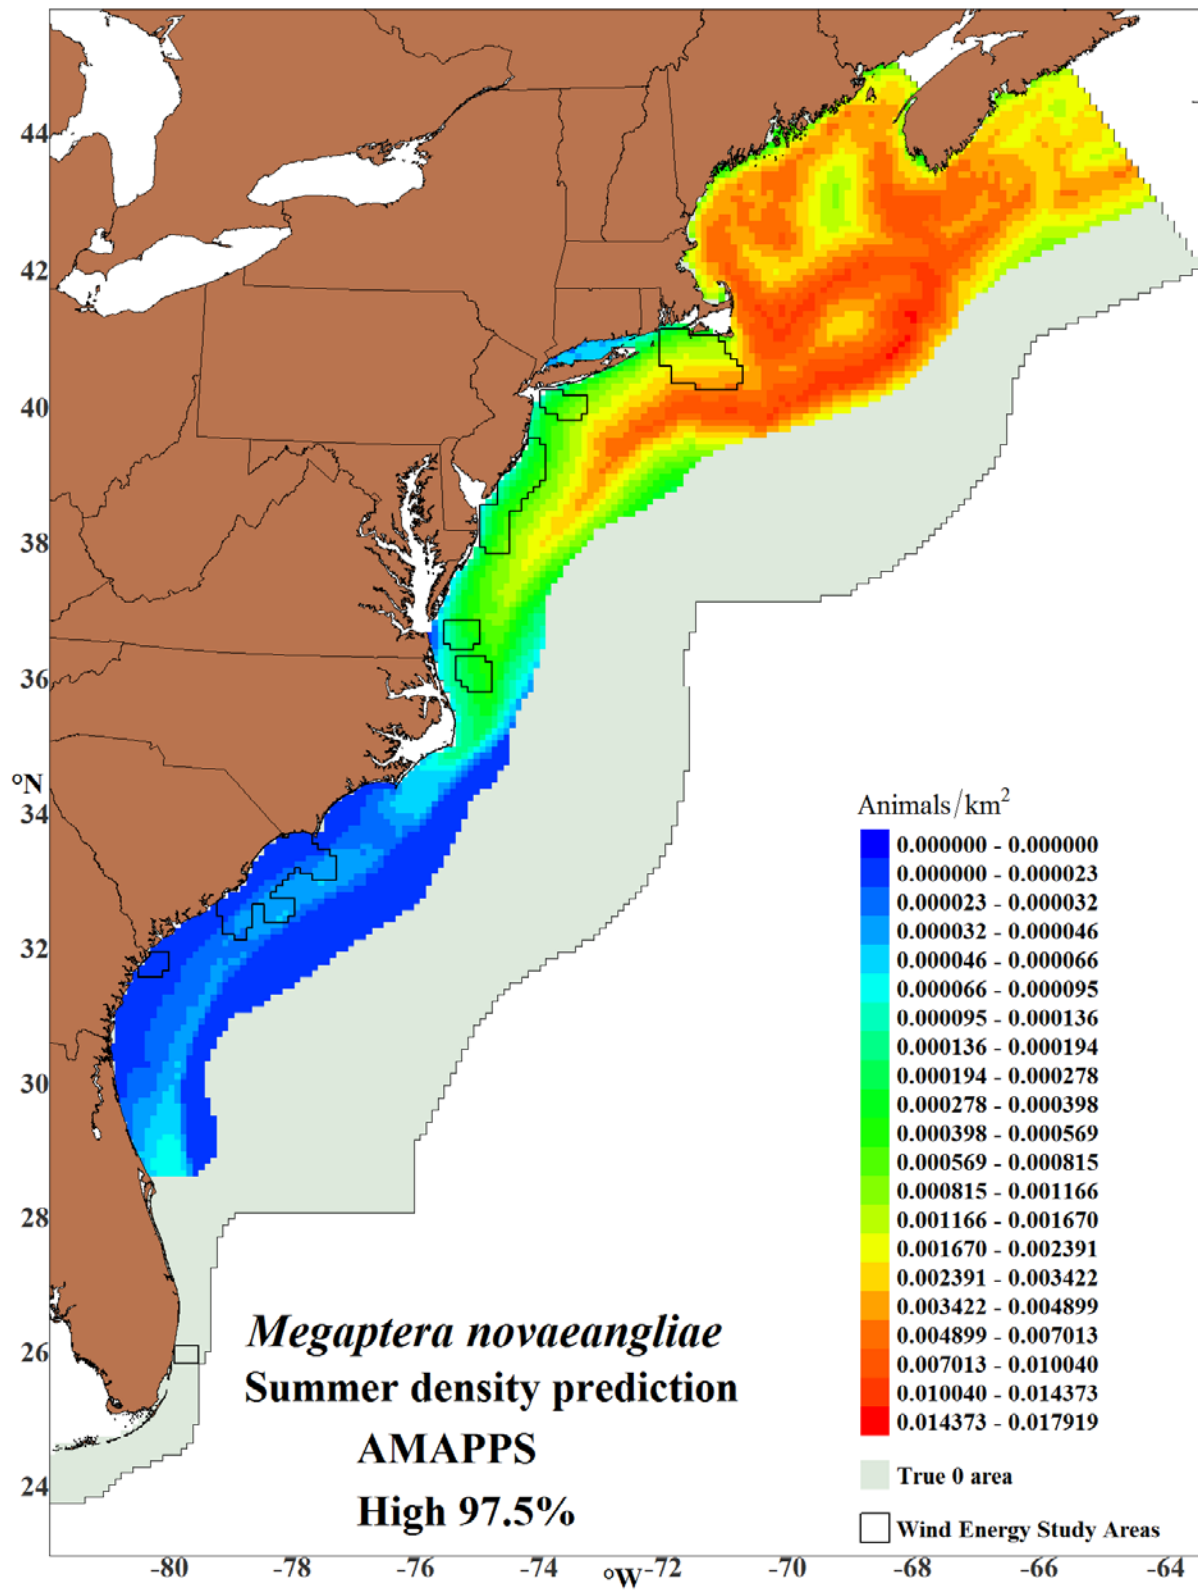 44
42
40
38
36
°N
34
32
30
28
26
24
Animals/km²
0.000000 - 0.000000
0.000000 - 0.000023
0.000023 - 0.000032
0.000032 - 0.000046
0.000046 - 0.000066
0.000066 - 0.000095
0.000095 - 0.000136
0.000136 - 0.000194
0.000194 - 0.000278
0.000278 - 0.000398
0.000398 - 0.000569
0.000569 - 0.000815
0.000815 - 0.001166
0.001166 - 0.001670
0.001670 - 0.002391
0.002391 - 0.003422
0.003422 - 0.004899
0.004899 - 0.007013
0.007013 - 0.010040
0.010040 - 0.014373
0.014373 - 0.017919
True 0 area
Wind Energy Study Areas
Megaptera novaeangliae
Summer density prediction
AMAPPS
High 97.5%
-80 -78 -76 -74 °W -72 -70 -68 -66 -64